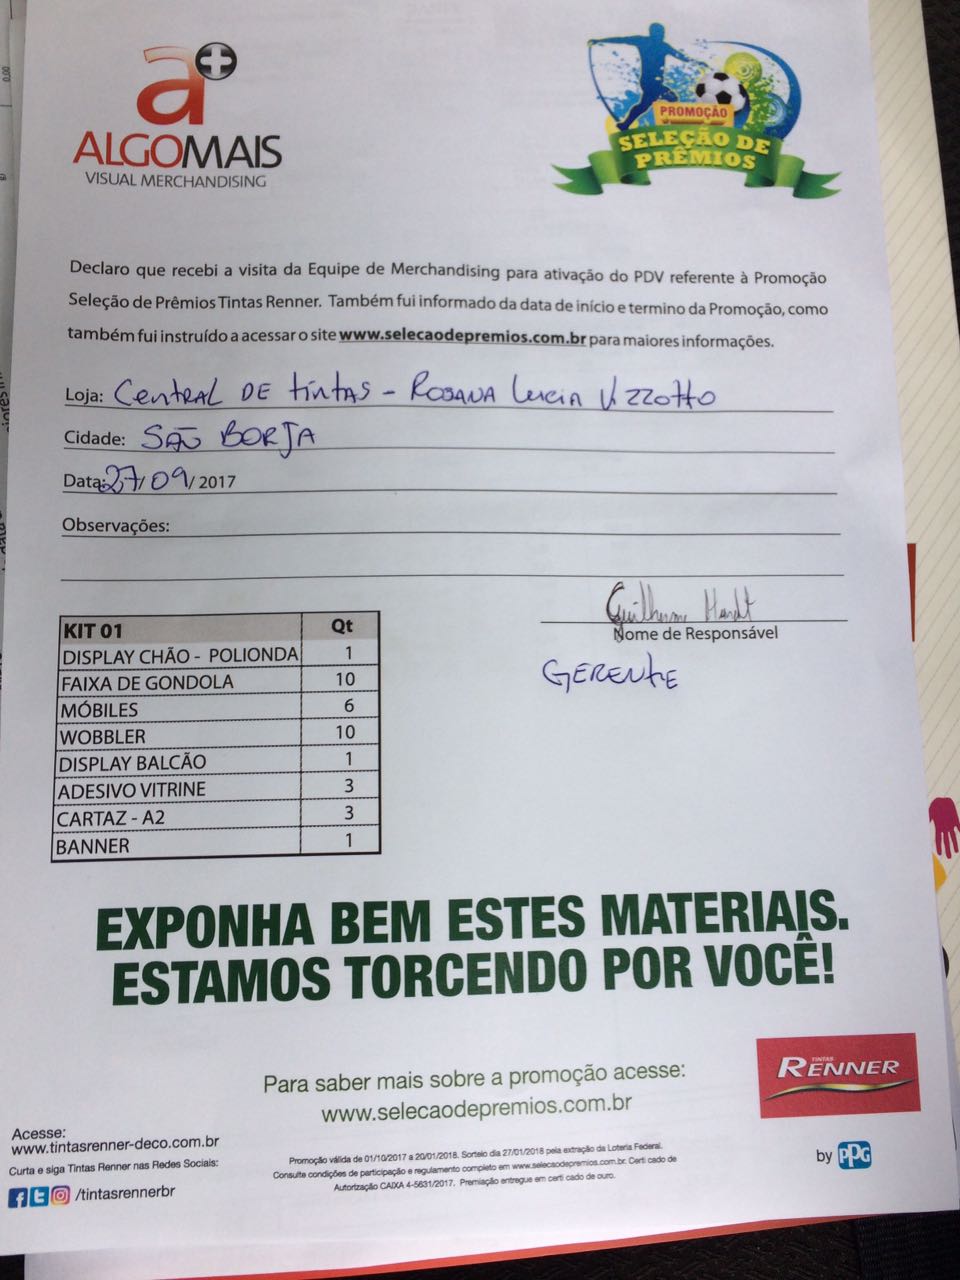 a+
ALGOMAIS
VISUAL MERCHANDISING
PROMOÇÃO
SELEÇÃO DE
PRÊMIOS
Declaro que recebi a visita da Equipe de Merchandising para ativação do PDV referente à Promoção
Seleção de Prêmios Tintas Renner. Também fui informado da data de início e termino da Promoção, como
também fui instruído a acessar o site www.selecaodepremios.com.br para maiores informações.
Loja: Central DE tintas - Rosana Lucia Vizzotto
Cidade: SÃO BORJA
Data: 27/09/2017
Observações:
Guilherme Hardt
Nome de Responsável
GERENTE
KIT 01 Qt
DISPLAY CHÃO - POLIONDA 1
FAIXA DE GONDOLA 10
MÓBILES 6
WOBBLER 10
DISPLAY BALCÃO 1
ADESIVO VITRINE 3
CARTAZ - A2 3
BANNER 1
EXPONHA BEM ESTES MATERIAIS.
ESTAMOS TORCENDO POR VOCÊ!
Para saber mais sobre a promoção acesse:
www.selecaodepremios.com.br
TINTAS
RENNER
by PPG
Acesse:
www.tintasrenner-deco.com.br
Curta e siga Tintas Renner nas Redes Sociais:
/tintasrennerbr
Promoção válida de 01/10/2017 a 20/01/2018. Sorteio dia 27/01/2018 pela extração da Loteria Federal.
Consulte condições de participação e regulamento completo em www.selecaodepremios.com.br. Certi cado de
Autorização CAIXA 4-5631/2017. Premiação entregue em certi cado de ouro.